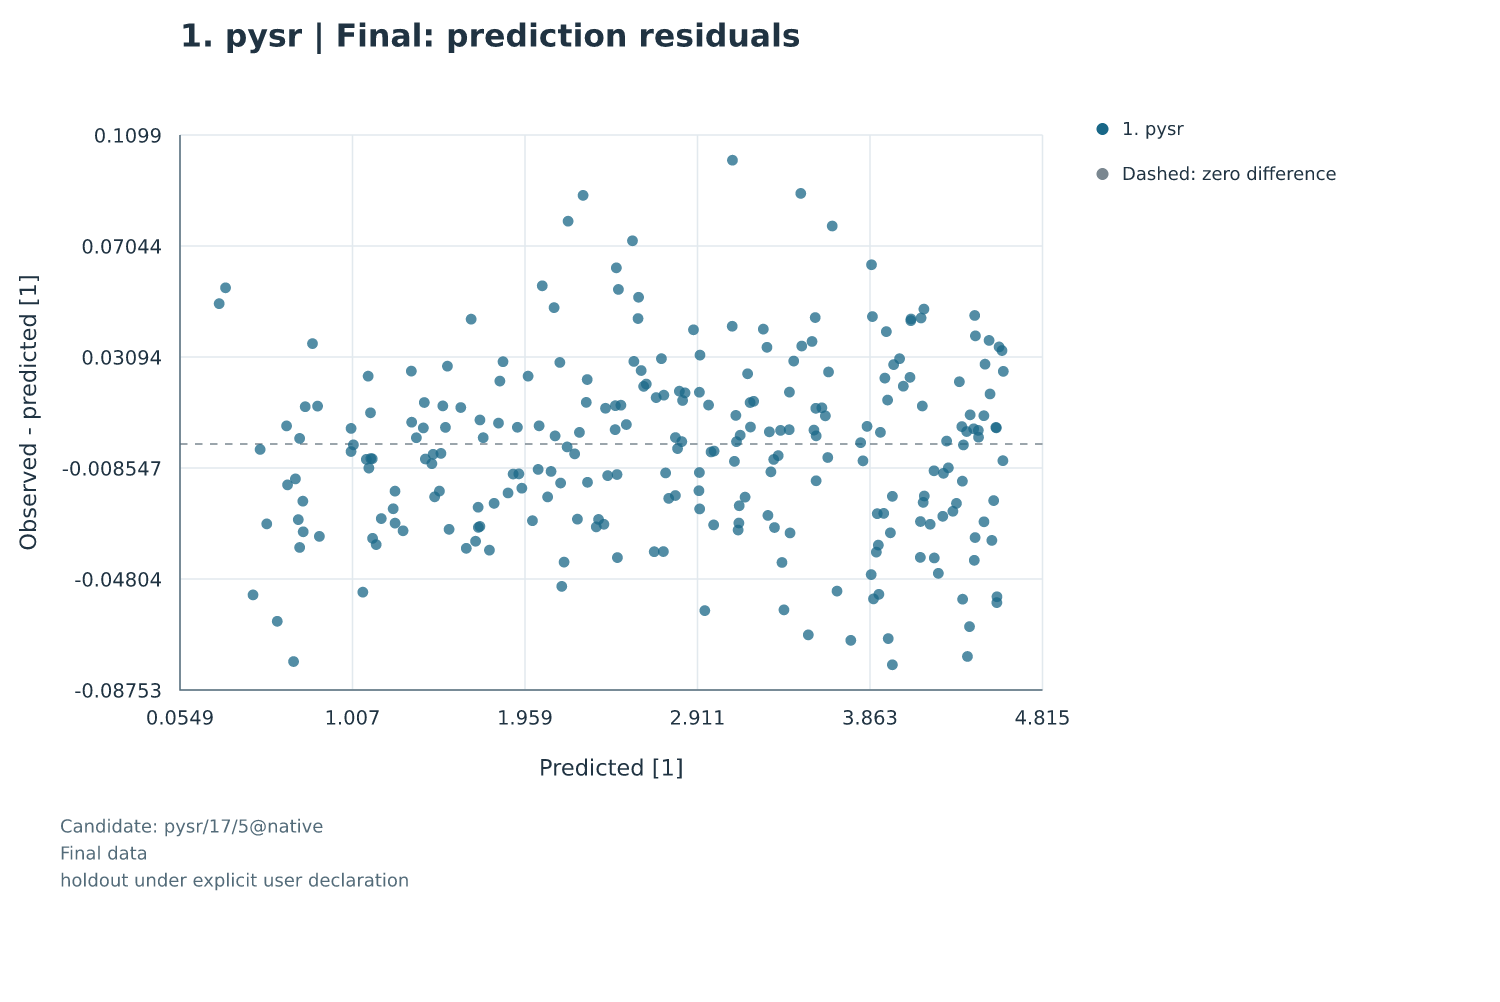 1. pysr | Final: prediction residuals
1. pysr
Dashed: zero difference
Observed - predicted [1]
0.1099
0.07044
0.03094
-0.008547
-0.04804
-0.08753
0.0549
1.007
1.959
2.911
3.863
4.815
Predicted [1]
Candidate: pysr/17/5@native
Final data
holdout under explicit user declaration